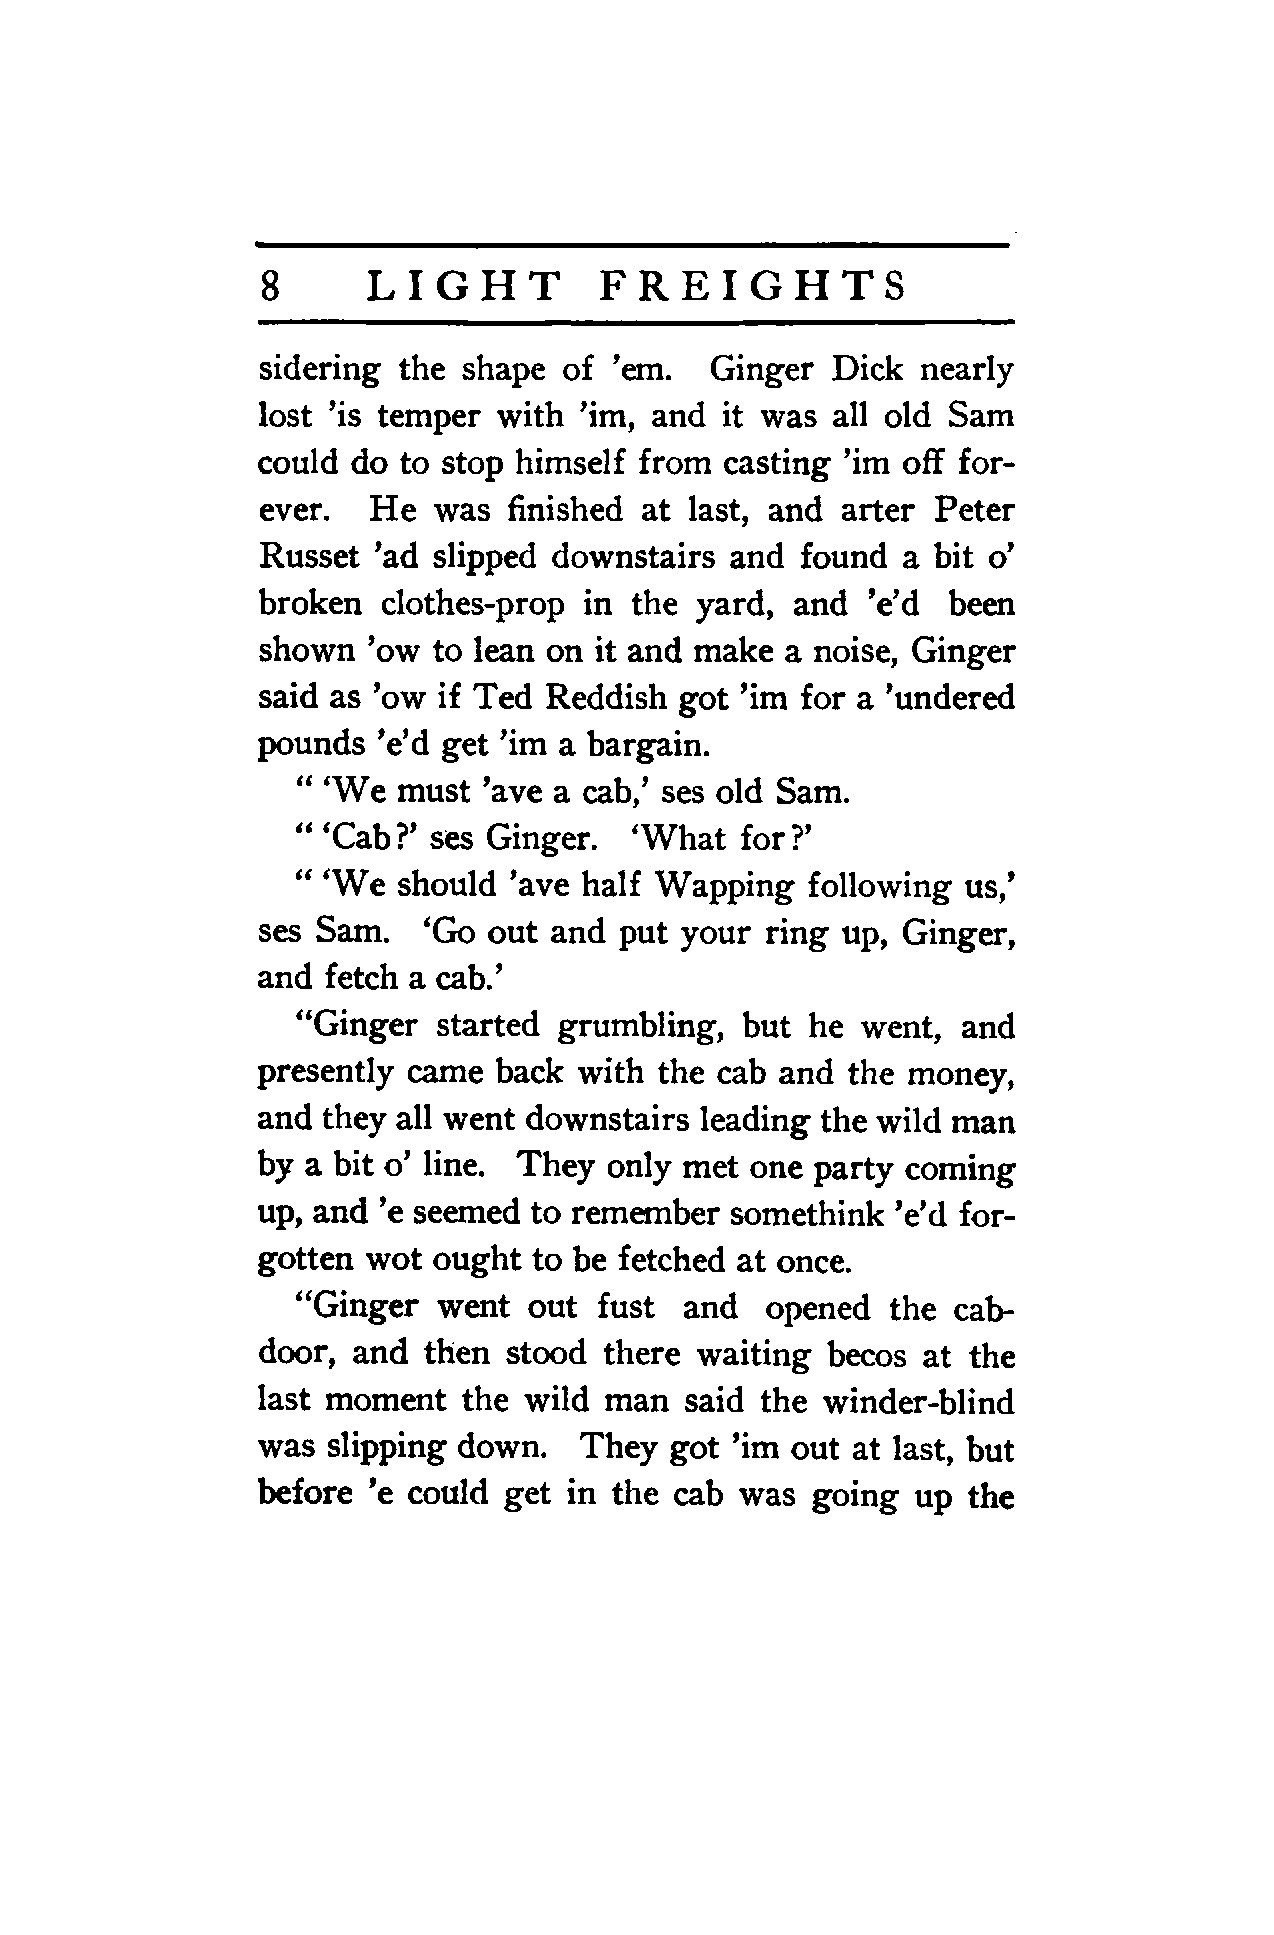 8 LIGHT FREIGHTS
sidering the shape of 'em. Ginger Dick nearly
lost 'is temper with 'im, and it was all old Sam
could do to stop himself from casting 'im off for-
ever. He was finished at last, and arter Peter
Russet 'ad slipped downstairs and found a bit o'
broken clothes-prop in the yard, and 'e'd been
shown 'ow to lean on it and make a noise, Ginger
said as 'ow if Ted Reddish got 'im for a 'undered
pounds 'e'd get 'im a bargain.
" 'We must 'ave a cab,' ses old Sam.
" 'Cab?' ses Ginger. 'What for?'
" 'We should 'ave half Wapping following us,'
ses Sam. 'Go out and put your ring up, Ginger,
and fetch a cab.'
"Ginger started grumbling, but he went, and
presently came back with the cab and the money,
and they all went downstairs leading the wild man
by a bit o' line. They only met one party coming
up, and 'e seemed to remember somethink 'e'd for-
gotten wot ought to be fetched at once.
"Ginger went out fust and opened the cab-
door, and then stood there waiting becos at the
last moment the wild man said the winder-blind
was slipping down. They got 'im out at last, but
before 'e could get in the cab was going up the